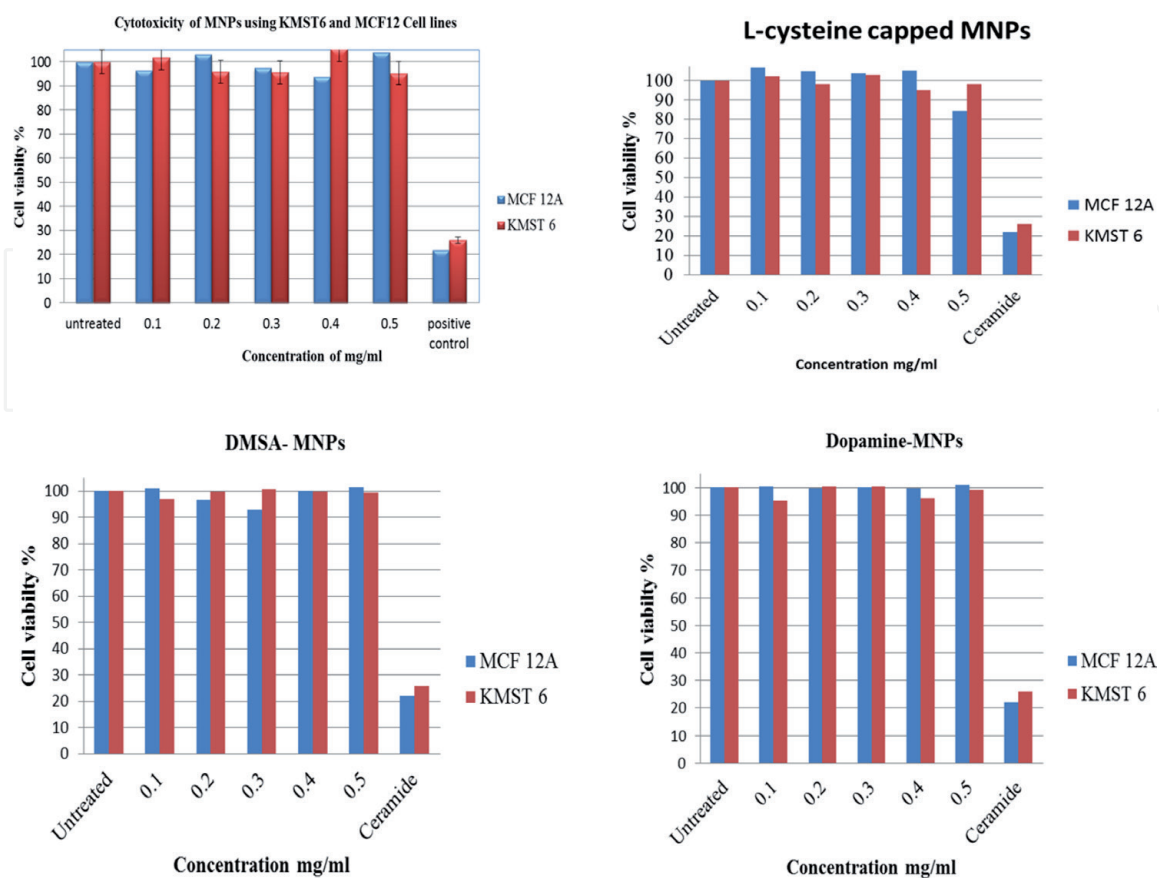 Cytotoxicity of MNPs using KMST6 and MCF12 Cell lines
Cell viabilty %
100
90
80
70
60
50
40
30
20
10
0
untreated 0.1 0.2 0.3 0.4 0.5 positive control
Concentration of mg/ml
MCF 12A
KMST 6
L-cysteine capped MNPs
Cell viability %
100
90
80
70
60
50
40
30
20
10
0
Untreated 0.1 0.2 0.3 0.4 0.5 Ceramide
Concentration mg/ml
MCF 12A
KMST 6
DMSA- MNPs
Cell viabilty %
100
90
80
70
60
50
40
30
20
10
0
Untreated 0.1 0.2 0.3 0.4 0.5 Ceramide
Concentration mg/ml
MCF 12A
KMST 6
Dopamine-MNPs
Cell viabilty %
100
90
80
70
60
50
40
30
20
10
0
Untreated 0.1 0.2 0.3 0.4 0.5 Ceramide
Concentration mg/ml
MCF 12A
KMST 6